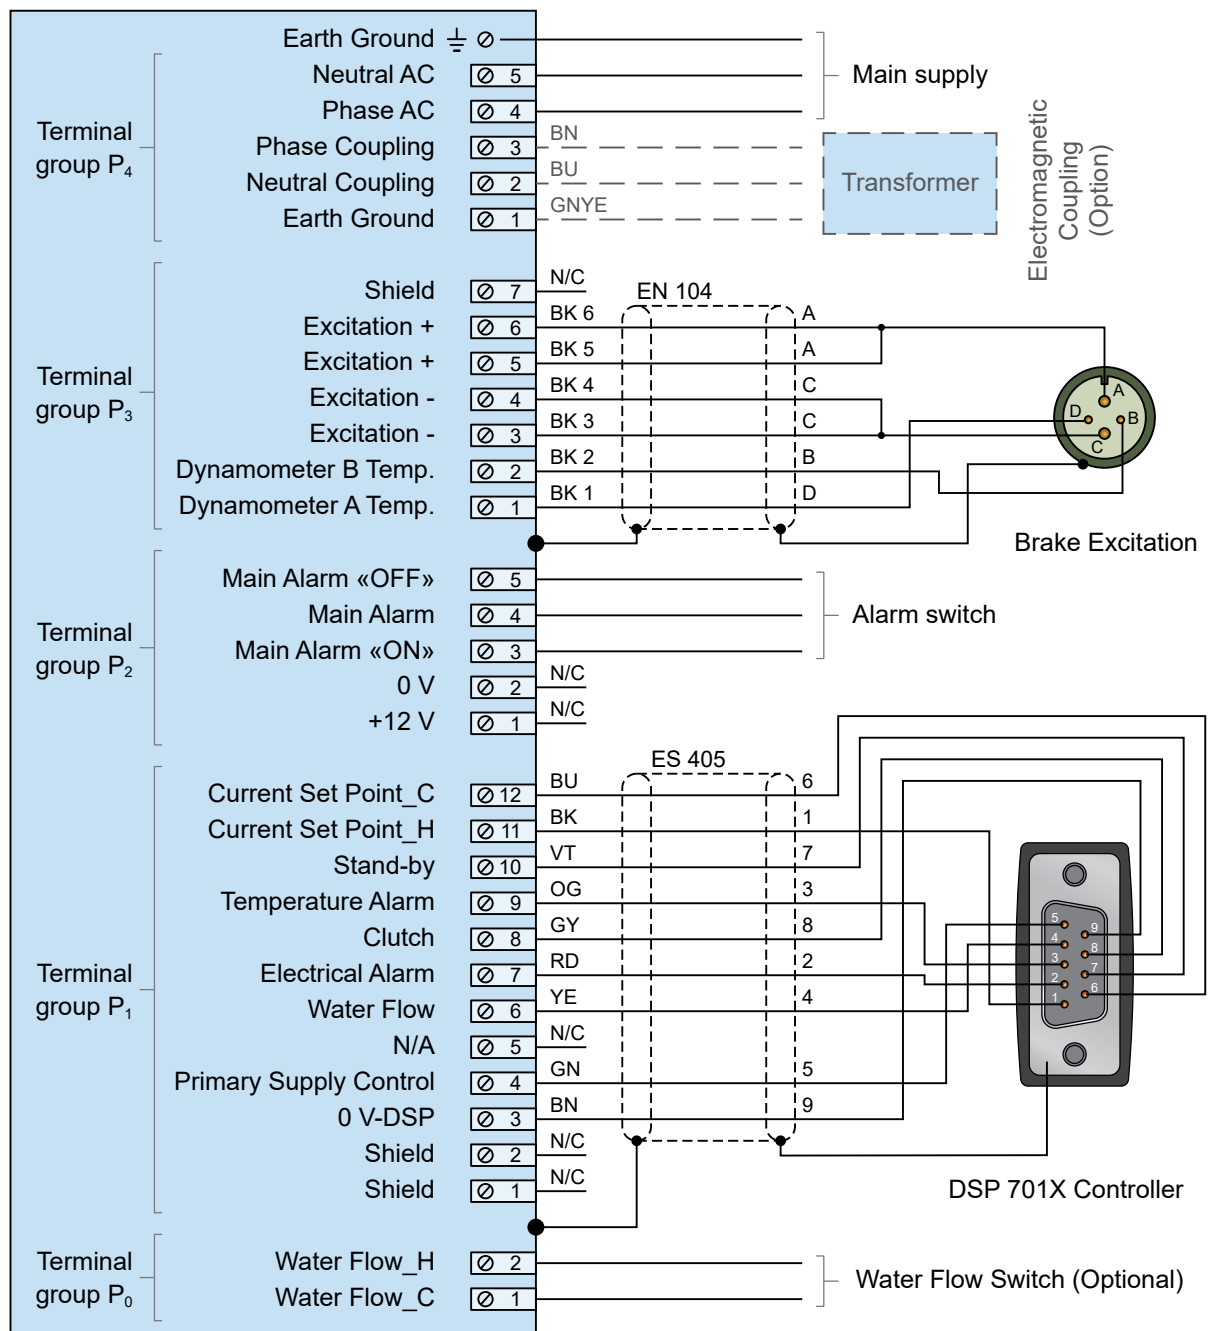 Earth Ground
Neutral AC 5
Main supply
Phase AC 4
Terminal
group P4
Phase Coupling 3 BN
Neutral Coupling 2 BU
Earth Ground 1 GNYE
Transformer
Electromagnetic
Coupling
(Option)
Shield 7 N/C
EN 104
Excitation + 6 BK 6 A
Excitation + 5 BK 5 A
Terminal
group P3
Excitation - 4 BK 4 C
Excitation - 3 BK 3 C
Dynamometer B Temp. 2 BK 2 B
Dynamometer A Temp. 1 BK 1 D
A
D B
C
Brake Excitation
Main Alarm «OFF» 5
Main Alarm 4
Alarm switch
Terminal
group P2
Main Alarm «ON» 3
0 V 2 N/C
+12 V 1 N/C
ES 405
Current Set Point_C 12 BU 6
Current Set Point_H 11 BK 1
Stand-by 10 VT 7
Temperature Alarm 9 OG 3
Clutch 8 GY 8
Terminal
group P1
Electrical Alarm 7 RD 2
Water Flow 6 YE 4
N/A 5 N/C
Primary Supply Control 4 GN 5
0 V-DSP 3 BN 9
Shield 2 N/C
Shield 1 N/C
5
9
4
8
3
7
2
6
1
DSP 701X Controller
Terminal
group P0
Water Flow_H 2
Water Flow_C 1
Water Flow Switch (Optional)